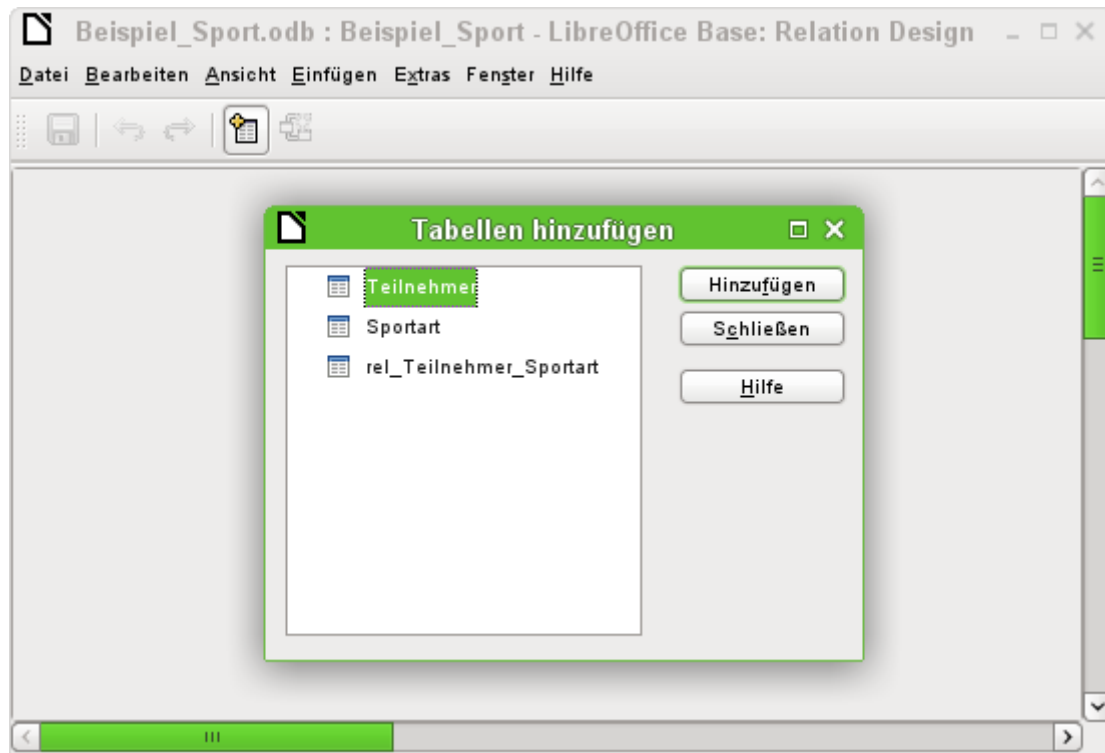 Beispiel_Sport.odb : Beispiel_Sport - LibreOffice Base: Relation Design
Datei Bearbeiten Ansicht Einfügen Extras Fenster Hilfe
Tabellen hinzufügen
Teilnehmer
Sportart
rel_Teilnehmer_Sportart
Hinzufügen
Schließen
Hilfe